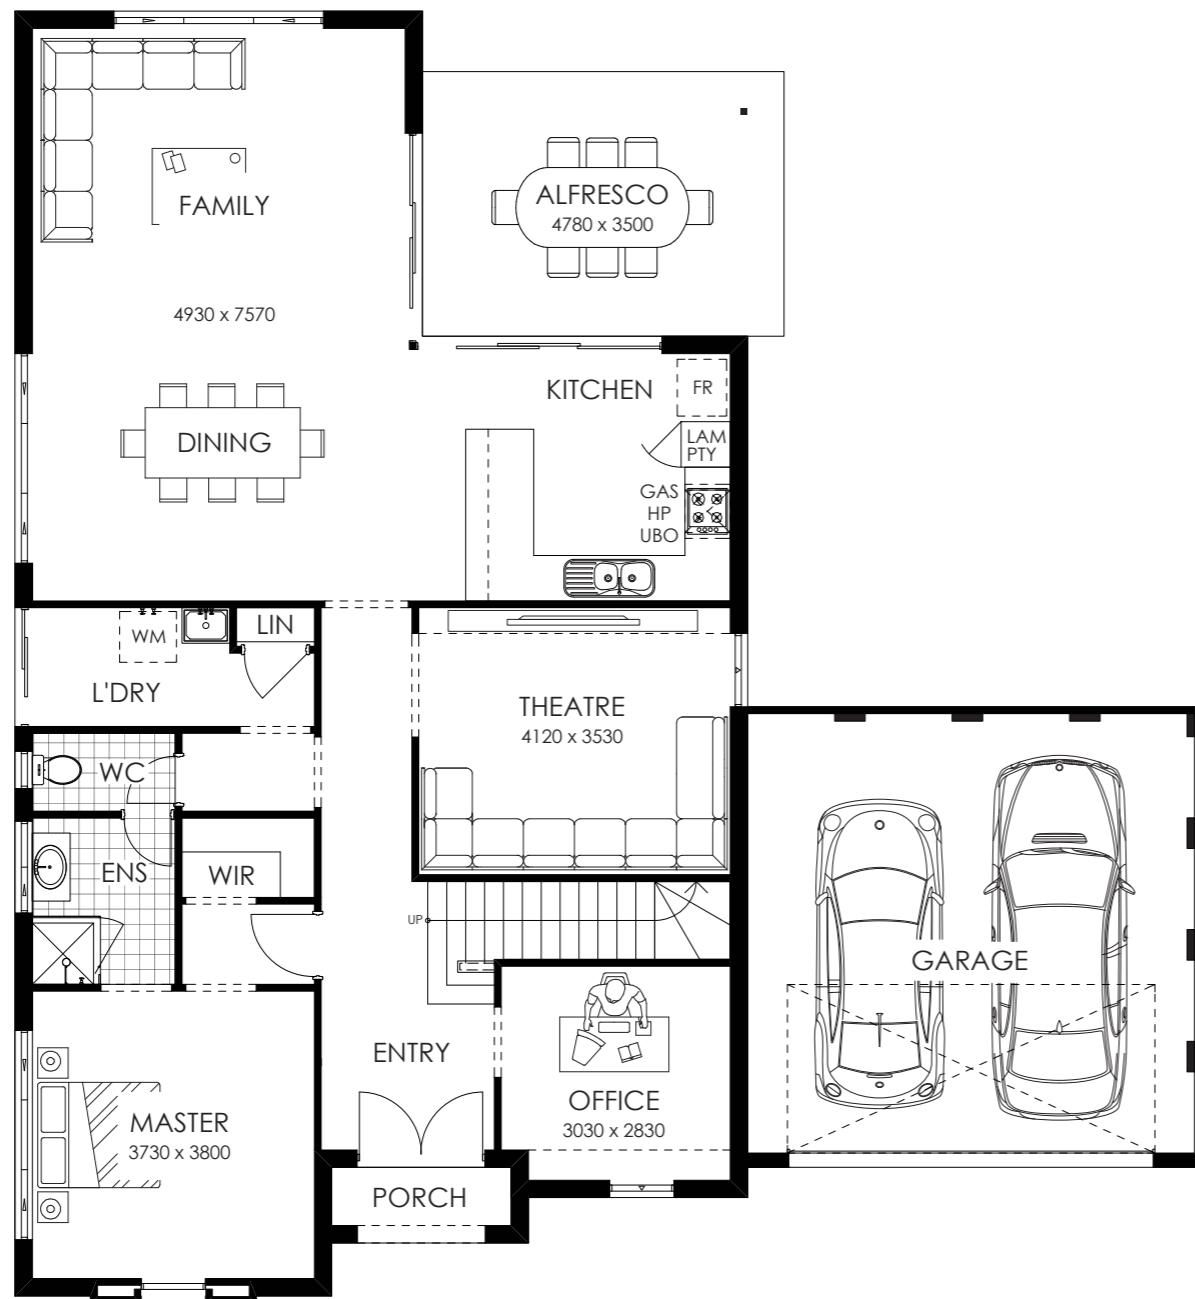 FAMILY
ALFRESCO
4780 x 3500
4930 x 7570
KITCHEN
FR
DINING
LAM
PTY
GAS
HP
UBO
WM
LIN
L'DRY
THEATRE
4120 x 3530
WC
ENS
WIR
UP
GARAGE
ENTRY
OFFICE
3030 x 2830
MASTER
3730 x 3800
PORCH